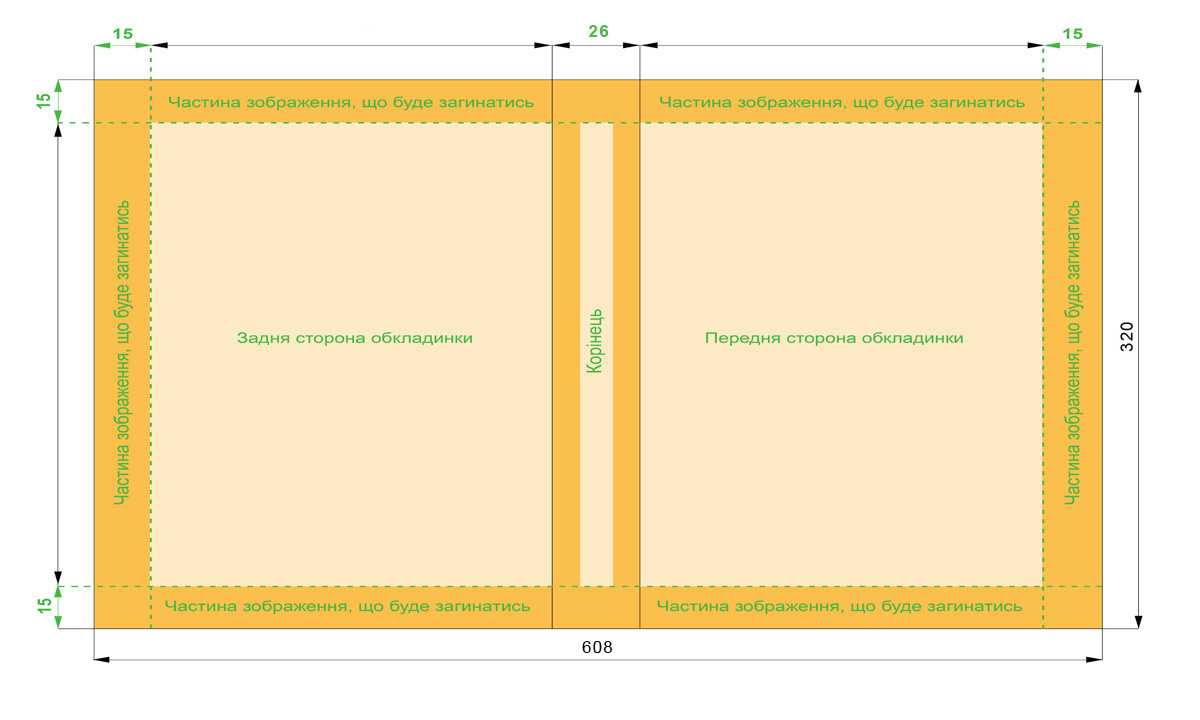 15
26
15
15
Частина зображення, що буде загинатись
Частина зображення, що буде загинатись
Частина зображення, що буде загинатись
Задня сторона обкладинки
Корінець
Передня сторона обкладинки
Частина зображення, що буде загинатись
320
15
Частина зображення, що буде загинатись
Частина зображення, що буде загинатись
608